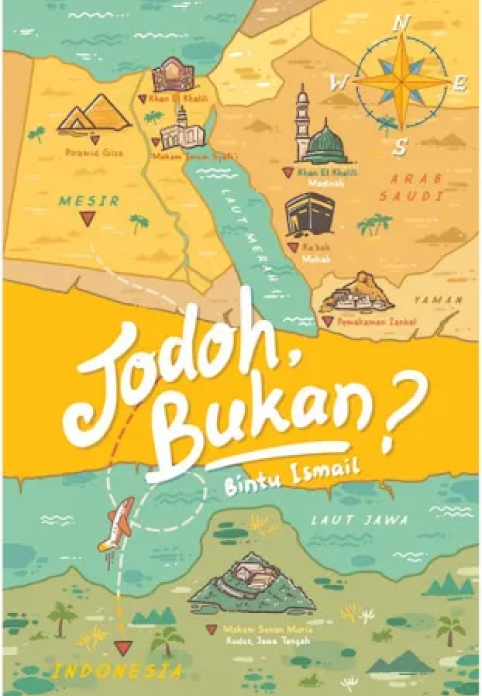 N
W E
S
Khan El Khalili
Piramid Giza
Makam Imam Syafi'i
MESIR
Khan El Khalili
Madinah
ARAB
SAUDI
LAUT MERAH
Ka'bah
Mekah
YAMAN
Pemakaman Zanbal
Jodoh,
Bukan?
Bintu Ismail
LAUT JAWA
Makam Sunan Muria
Kudus, Jawa Tengah
INDONESIA